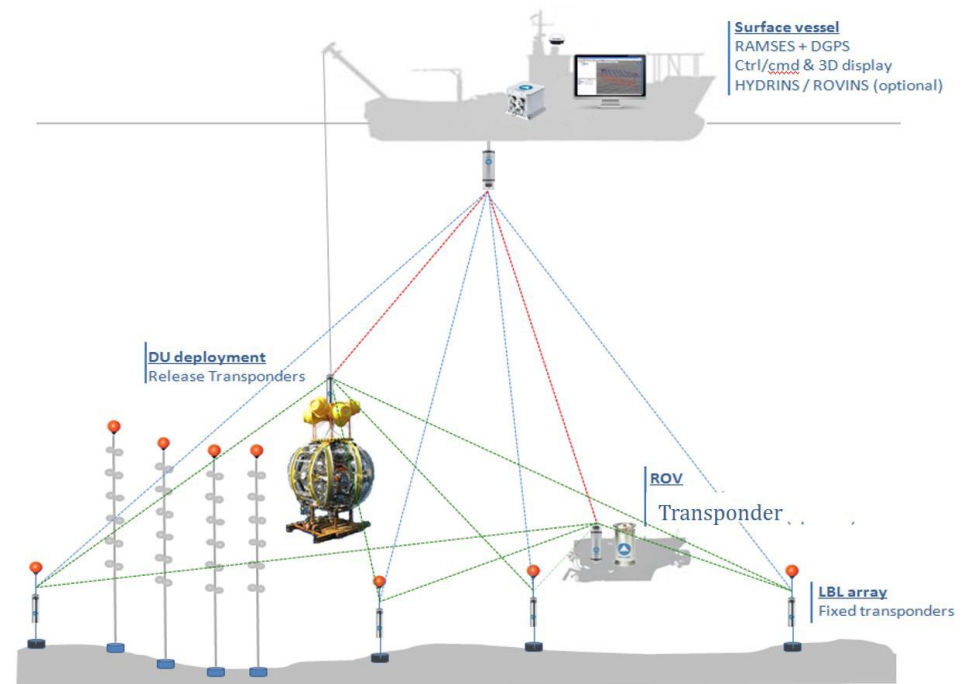 Surface vessel
RAMSES + DGPS
Ctrl/cmd & 3D display
HYDRINS / ROVINS (optional)
DU deployment
Release Transponders
ROV
Transponder
LBL array
Fixed transponders